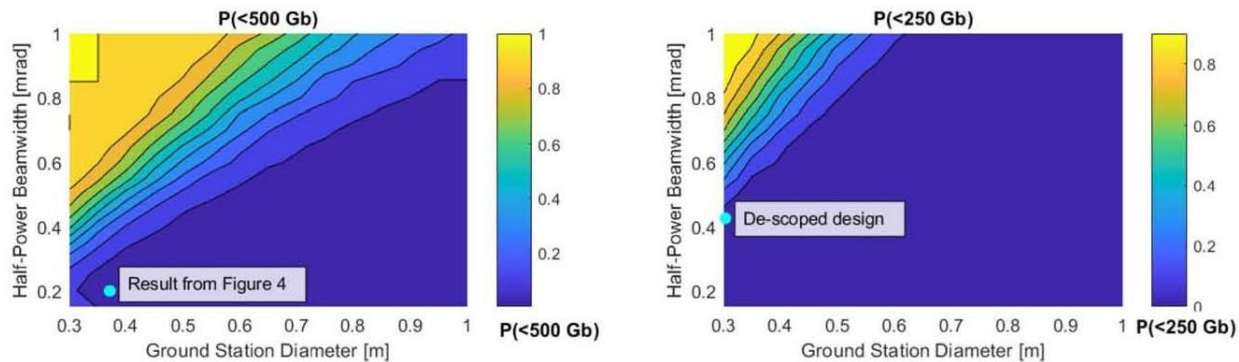 P(<500 Gb)
Half-Power Beamwidth [mrad]
1
0.8
0.6
0.4
0.2
0.3 0.4 0.5 0.6 0.7 0.8 0.9 1
Ground Station Diameter [m]
Result from Figure 4
1
0.8
0.6
0.4
0.2
P(<500 Gb)
P(<250 Gb)
Half-Power Beamwidth [mrad]
1
0.8
0.6
0.4
0.2
0.3 0.4 0.5 0.6 0.7 0.8 0.9 1
Ground Station Diameter [m]
De-scoped design
0.8
0.6
0.4
0.2
0
P(<250 Gb)